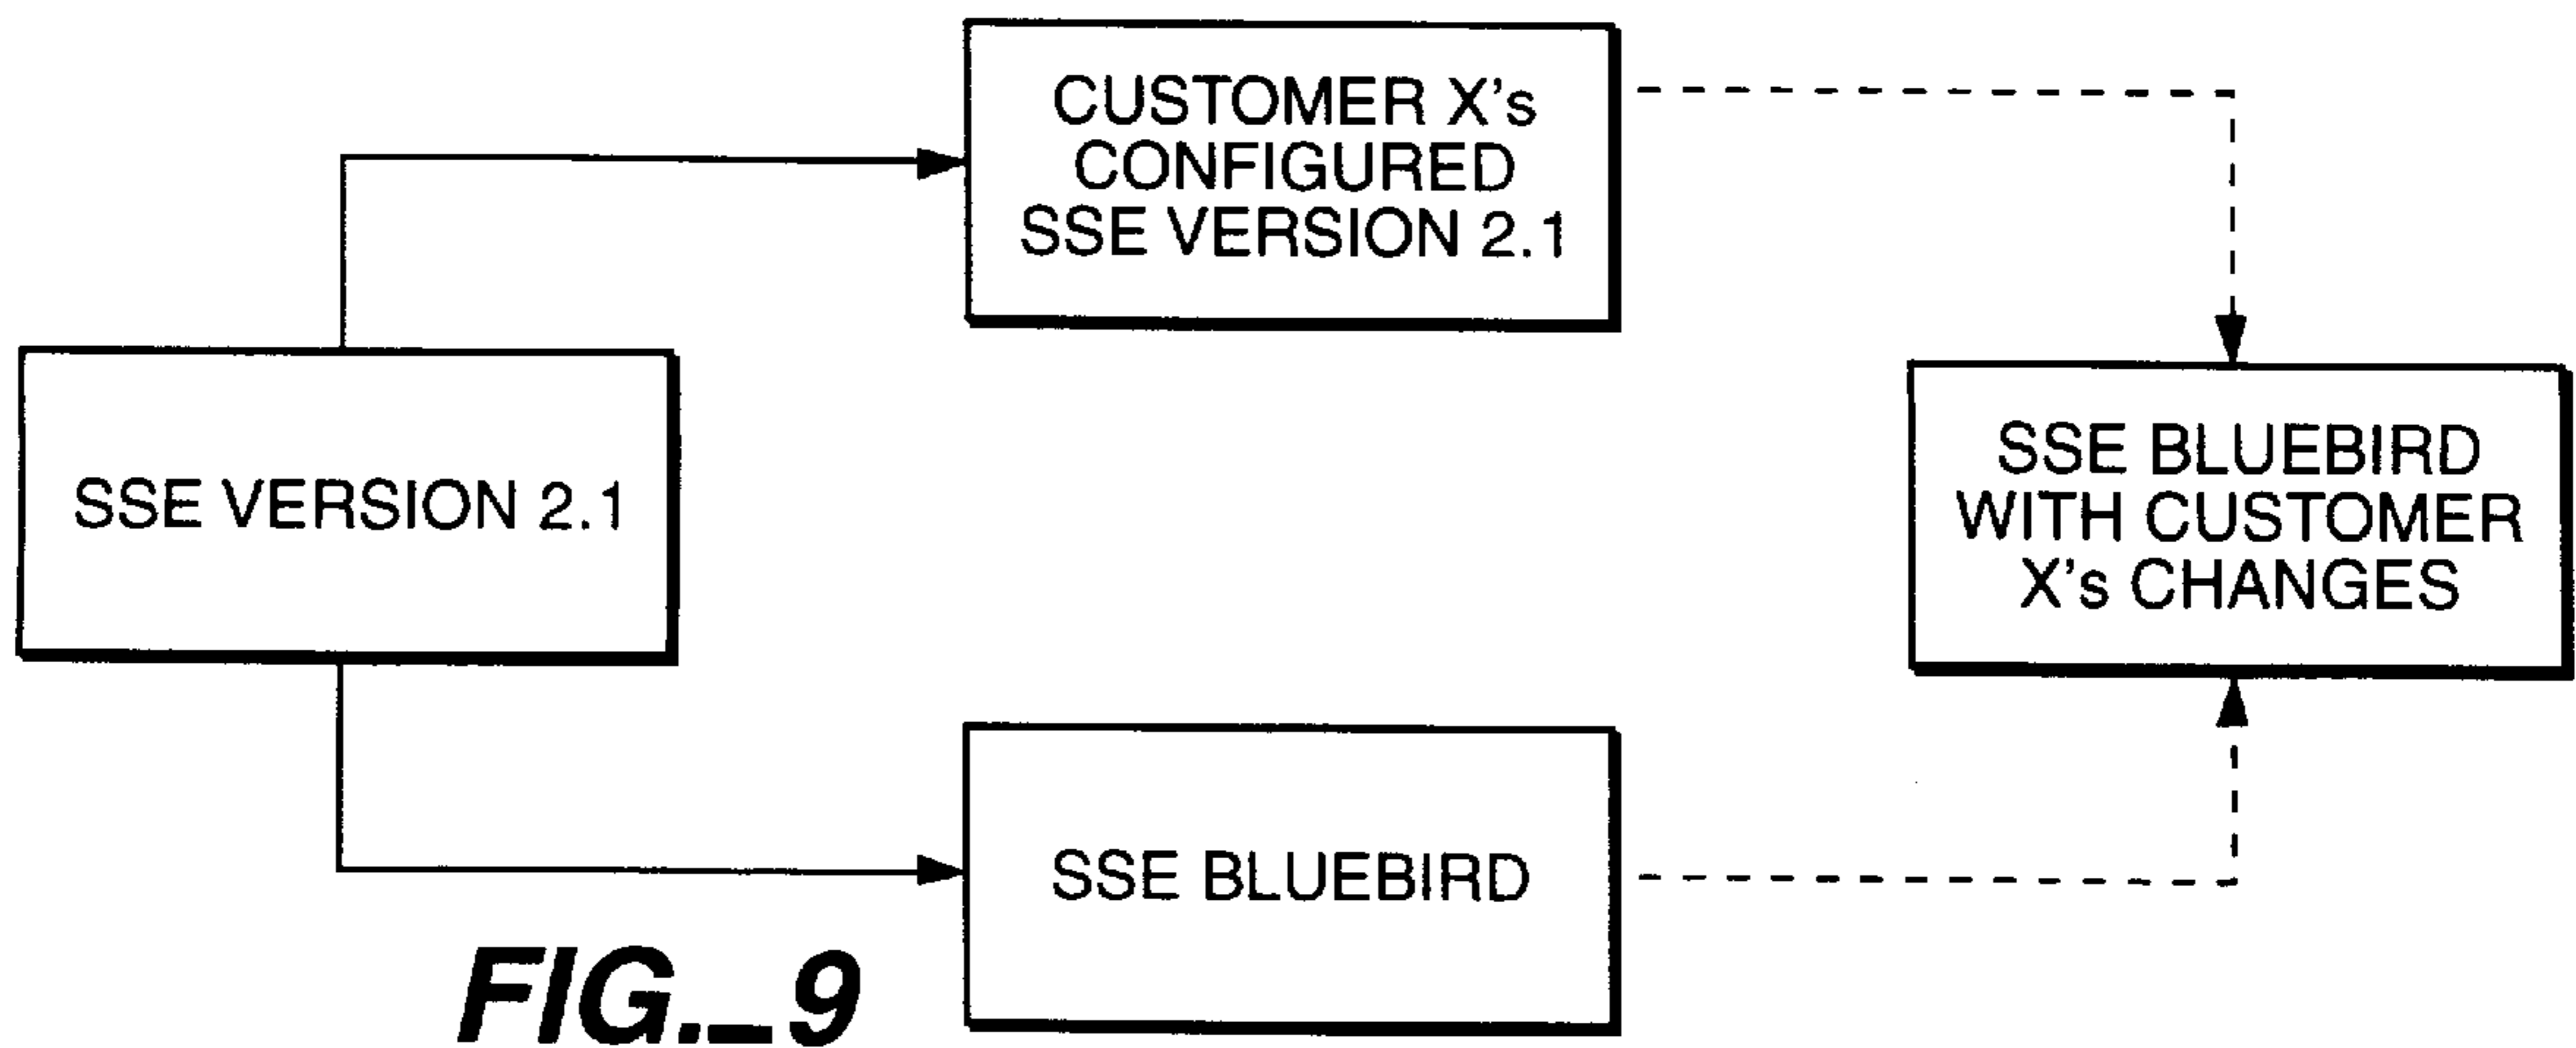 CUSTOMER X's
CONFIGURED
SSE VERSION 2.1
SSE VERSION 2.1
SSE BLUEBIRD
WITH CUSTOMER
X's CHANGES
SSE BLUEBIRD
FIG._9